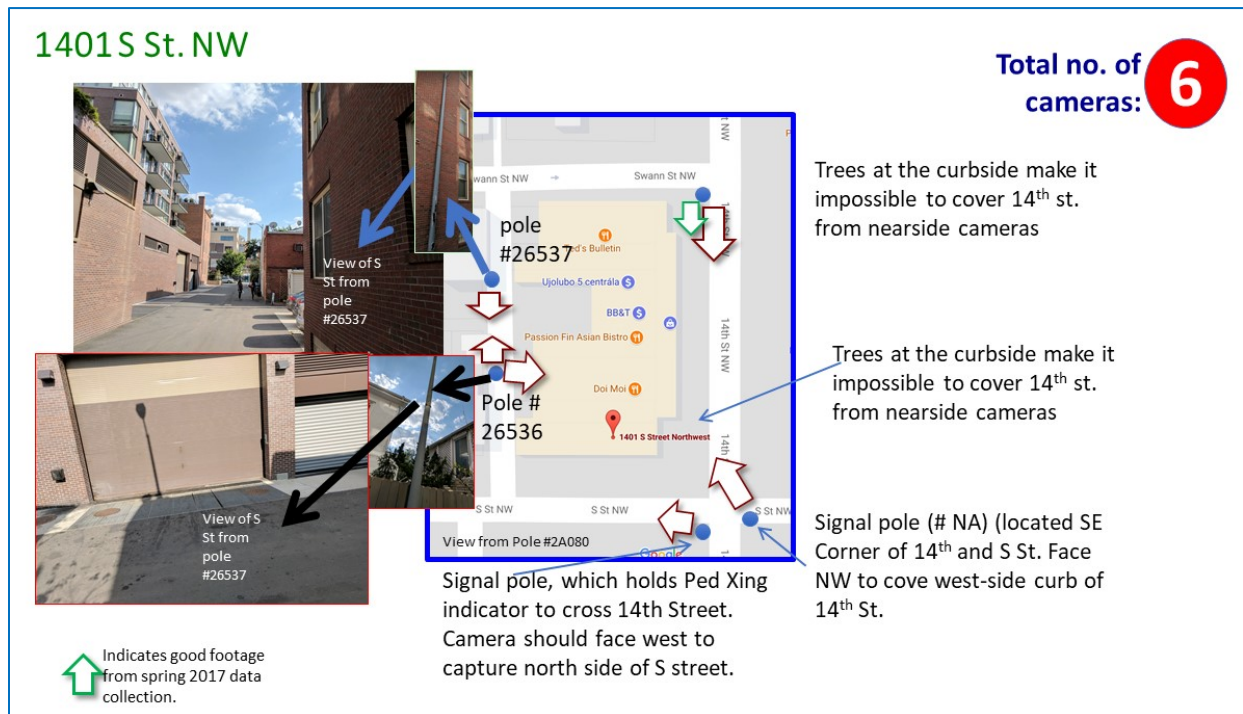 1401 S St. NW
Total no. of
cameras:
6
View of S
St from
pole
#26537
pole
#26537
View of S
St from
pole
#26537
Pole #
26536
wann St NW
Swann St NW
St NW
14th St NW
Ted's Bulletin
Ujolubo 5 centrála
BB&T
Passion Fin Asian Bistro
14th St NW
Doi Moi
1401 S Street Northwest
S St NW
S St NW
S St NW
Google
View from Pole #2A080
Trees at the curbside make it
impossible to cover 14th st.
from nearside cameras
Trees at the curbside make it
impossible to cover 14th st.
from nearside cameras
Signal pole (# NA) (located SE
Corner of 14th and S St. Face
NW to cove west-side curb of
14th St.
Signal pole, which holds Ped Xing
indicator to cross 14th Street.
Camera should face west to
capture north side of S street.
Indicates good footage
from spring 2017 data
collection.